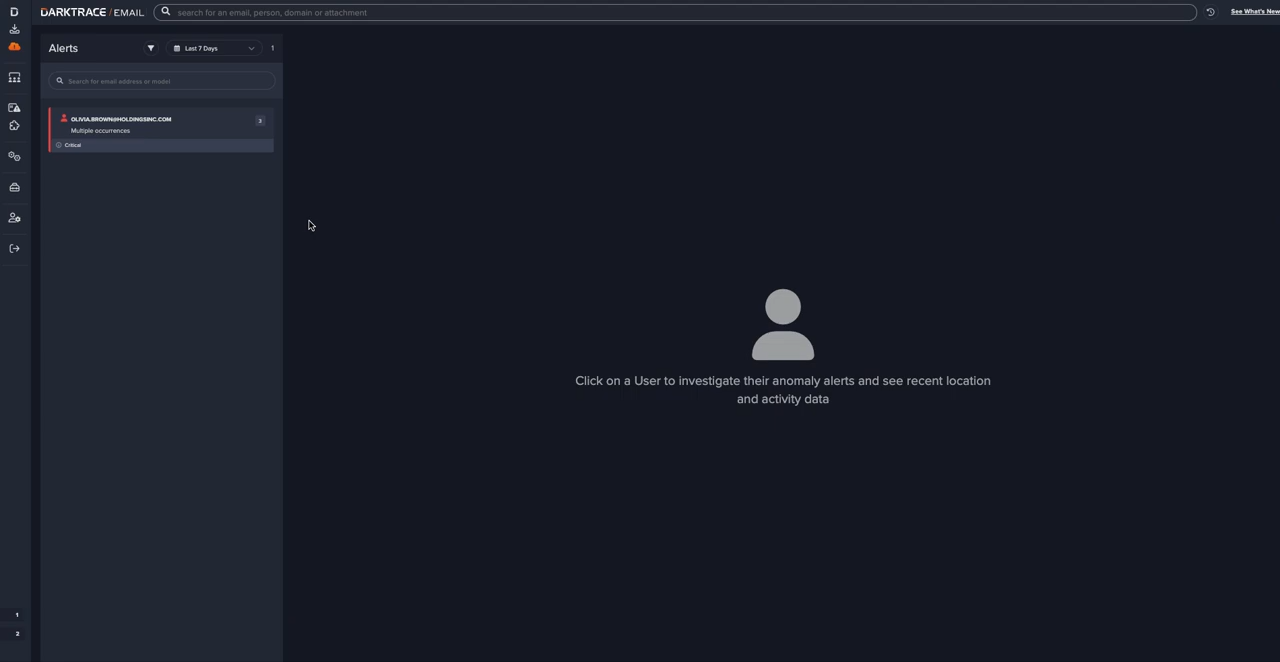 DARKTRACE / EMAIL
search for an email, person, domain or attachment
See What's New
Alerts
Last 7 Days
1
Search for email address or model
OLIVIA.BROWN@HOLDINGSINC.COM
3
Multiple occurrences
Critical
Click on a User to investigate their anomaly alerts and see recent location
and activity data
1
2